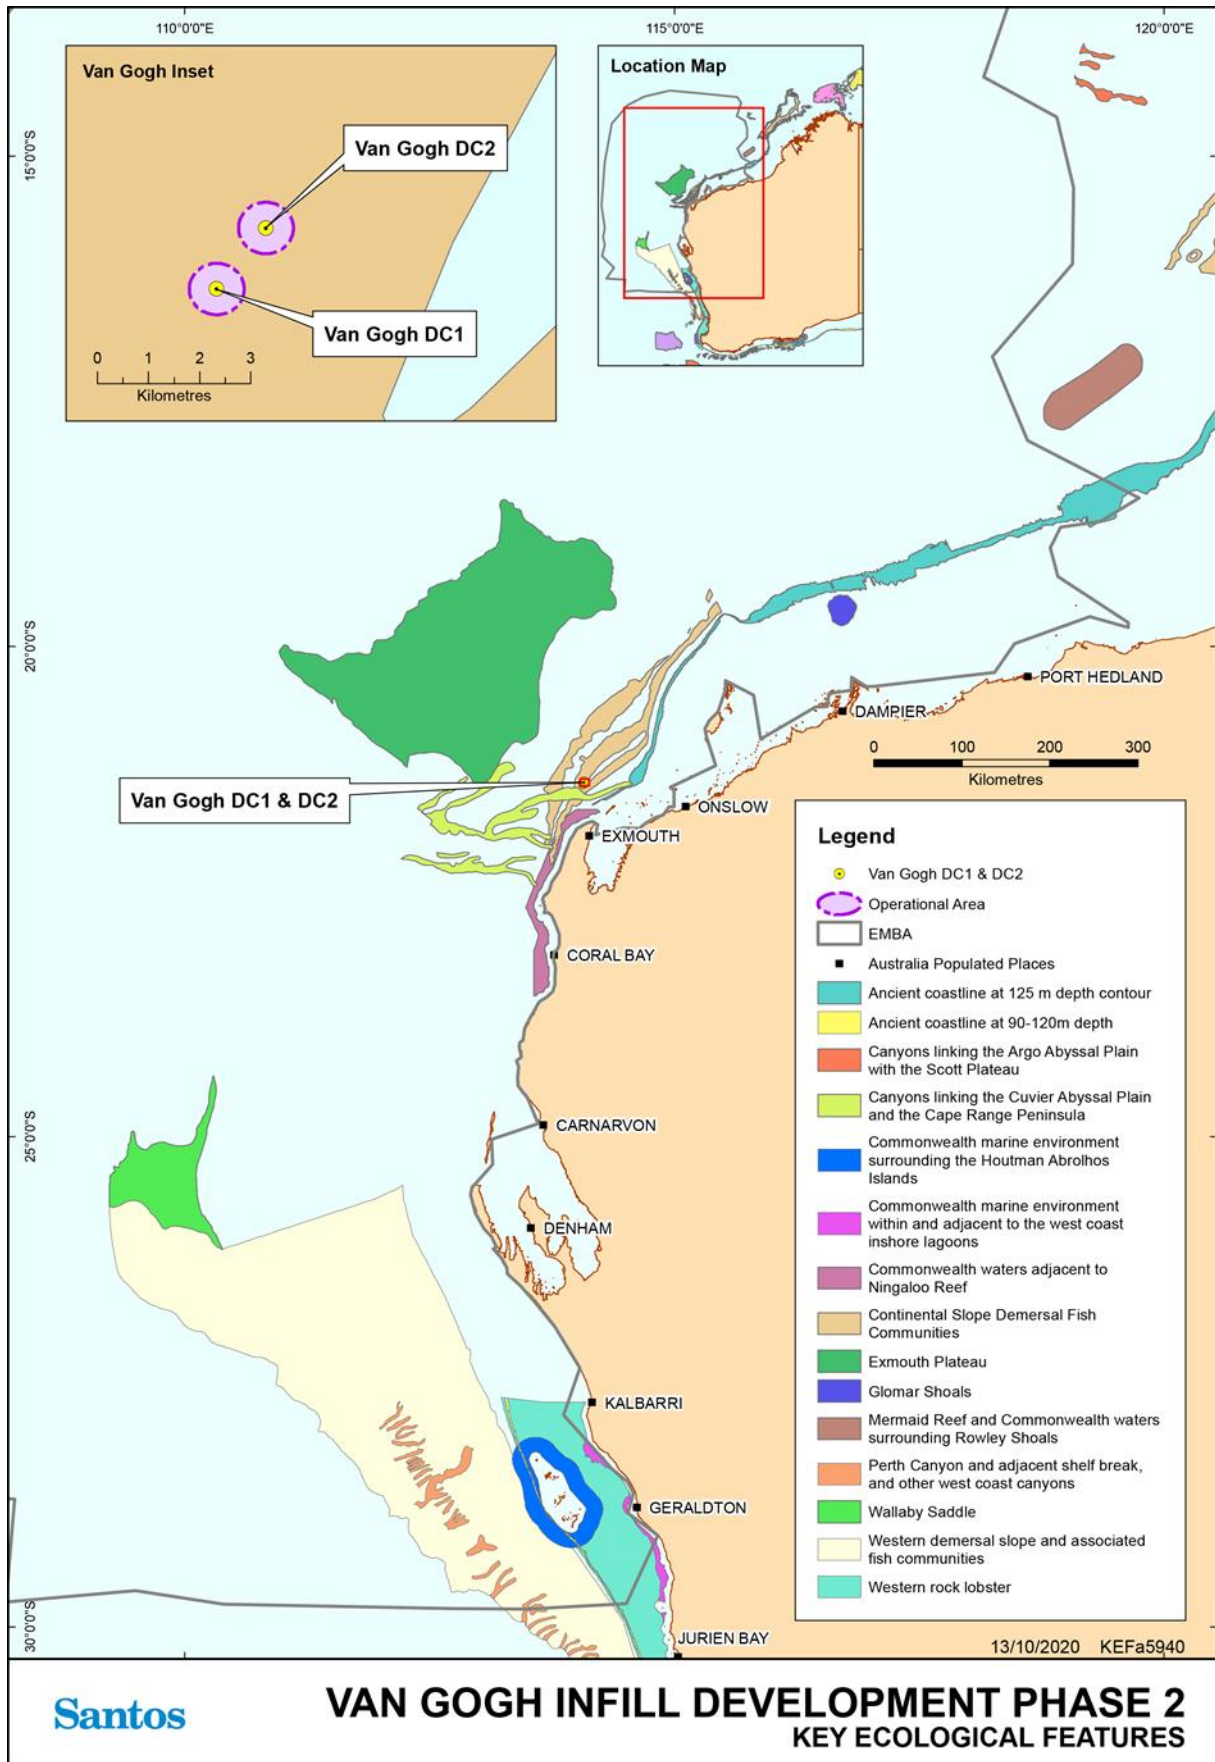 110°0'0"E
115°0'0"E
120°0'0"E
15°0'0"S
20°0'0"S
25°0'0"S
30°0'0"S
Van Gogh Inset
Van Gogh DC2
Van Gogh DC1
0 1 2 3
Kilometres
Location Map
PORT HEDLAND
DAMPIER
0 100 200 300
Kilometres
Van Gogh DC1 & DC2
ONSLOW
EXMOUTH
CORAL BAY
CARNARVON
DENHAM
KALBARRI
GERALDTON
JURIEN BAY
Legend
Van Gogh DC1 & DC2
Operational Area
EMBA
Australia Populated Places
Ancient coastline at 125 m depth contour
Ancient coastline at 90-120m depth
Canyons linking the Argo Abyssal Plain
with the Scott Plateau
Canyons linking the Cuvier Abyssal Plain
and the Cape Range Peninsula
Commonwealth marine environment
surrounding the Houtman Abrolhos
Islands
Commonwealth marine environment
within and adjacent to the west coast
inshore lagoons
Commonwealth waters adjacent to
Ningaloo Reef
Continental Slope Demersal Fish
Communities
Exmouth Plateau
Glomar Shoals
Mermaid Reef and Commonwealth waters
surrounding Rowley Shoals
Perth Canyon and adjacent shelf break,
and other west coast canyons
Wallaby Saddle
Western demersal slope and associated
fish communities
Western rock lobster
13/10/2020 KEFa5940
Santos
VAN GOGH INFILL DEVELOPMENT PHASE 2
KEY ECOLOGICAL FEATURES